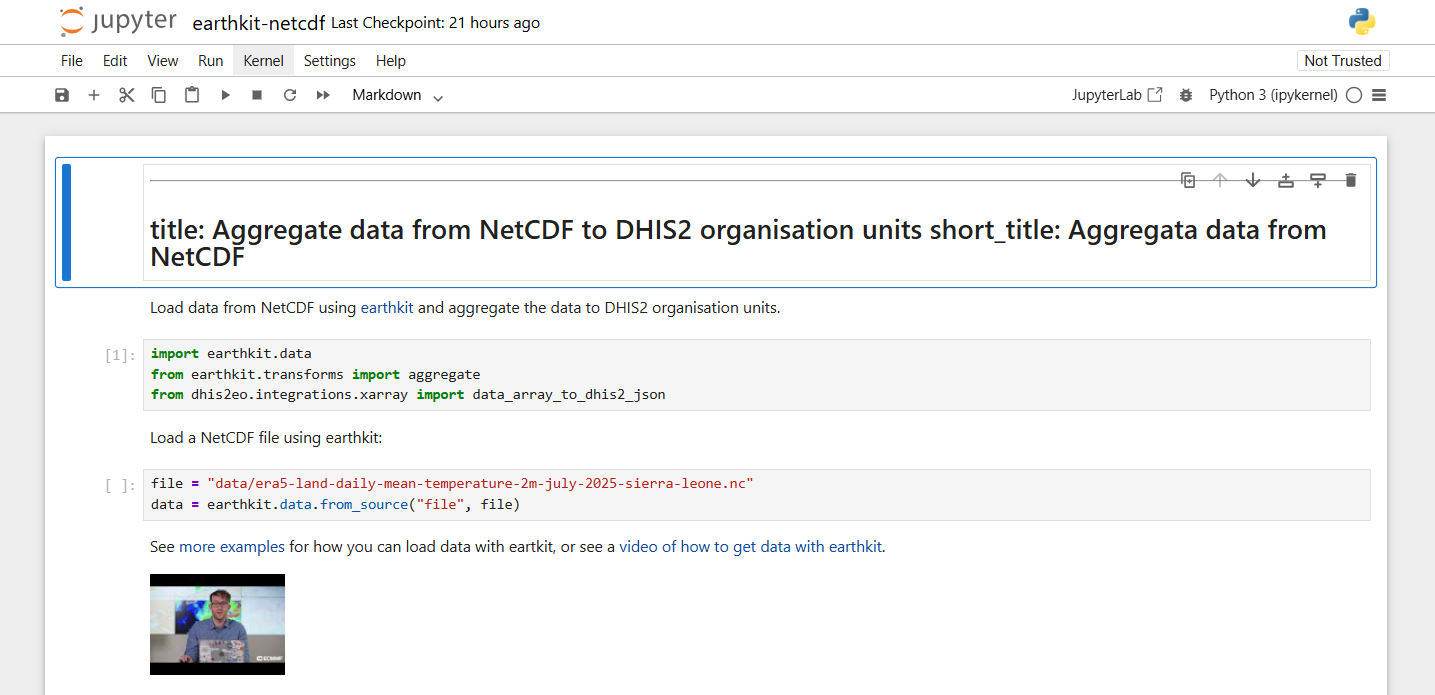 jupyter earthkit-netcdf Last Checkpoint: 21 hours ago
File Edit View Run Kernel Settings Help Not Trusted
Markdown JupyterLab Python 3 (ipykernel)
title: Aggregate data from NetCDF to DHIS2 organisation units short_title: Aggregata data from
NetCDF
Load data from NetCDF using earthkit and aggregate the data to DHIS2 organisation units.
[1]: import earthkit.data
from earthkit.transforms import aggregate
from dhis2eo.integrations.xarray import data_array_to_dhis2_json
Load a NetCDF file using earthkit:
[ ]: file = "data/era5-land-daily-mean-temperature-2m-july-2025-sierra-leone.nc"
data = earthkit.data.from_source("file", file)
See more examples for how you can load data with eartkit, or see a video of how to get data with earthkit.
ECMWF